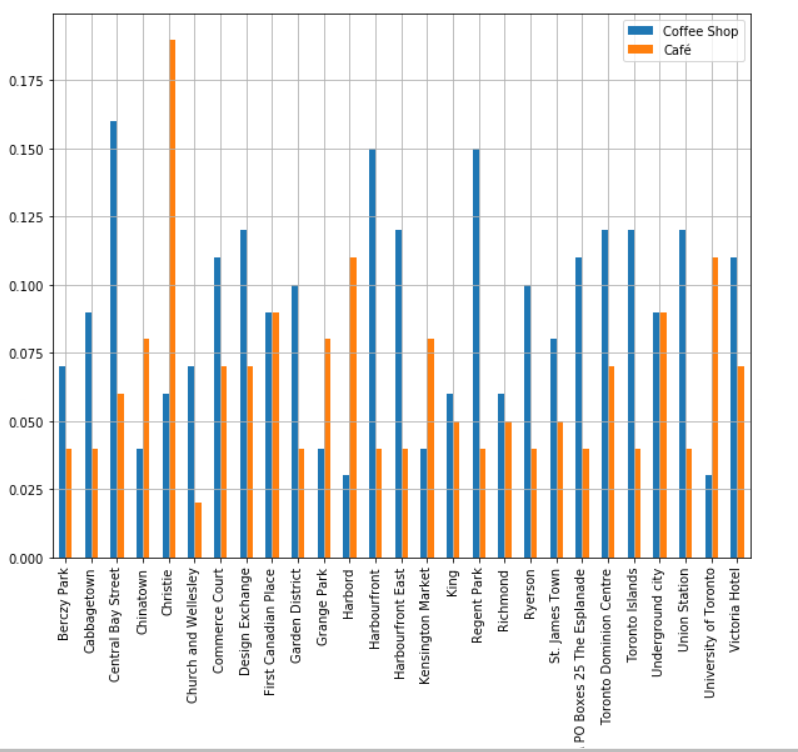 Coffee Shop
Café
0.175
0.150
0.125
0.100
0.075
0.050
0.025
0.000
Berczy Park
Cabbagetown
Central Bay Street
Chinatown
Christie
Church and Wellesley
Commerce Court
Design Exchange
First Canadian Place
Garden District
Grange Park
Harbord
Harbourfront
Harbourfront East
Kensington Market
King
Regent Park
Richmond
Ryerson
St. James Town
PO Boxes 25 The Esplanade
Toronto Dominion Centre
Toronto Islands
Underground city
Union Station
University of Toronto
Victoria Hotel